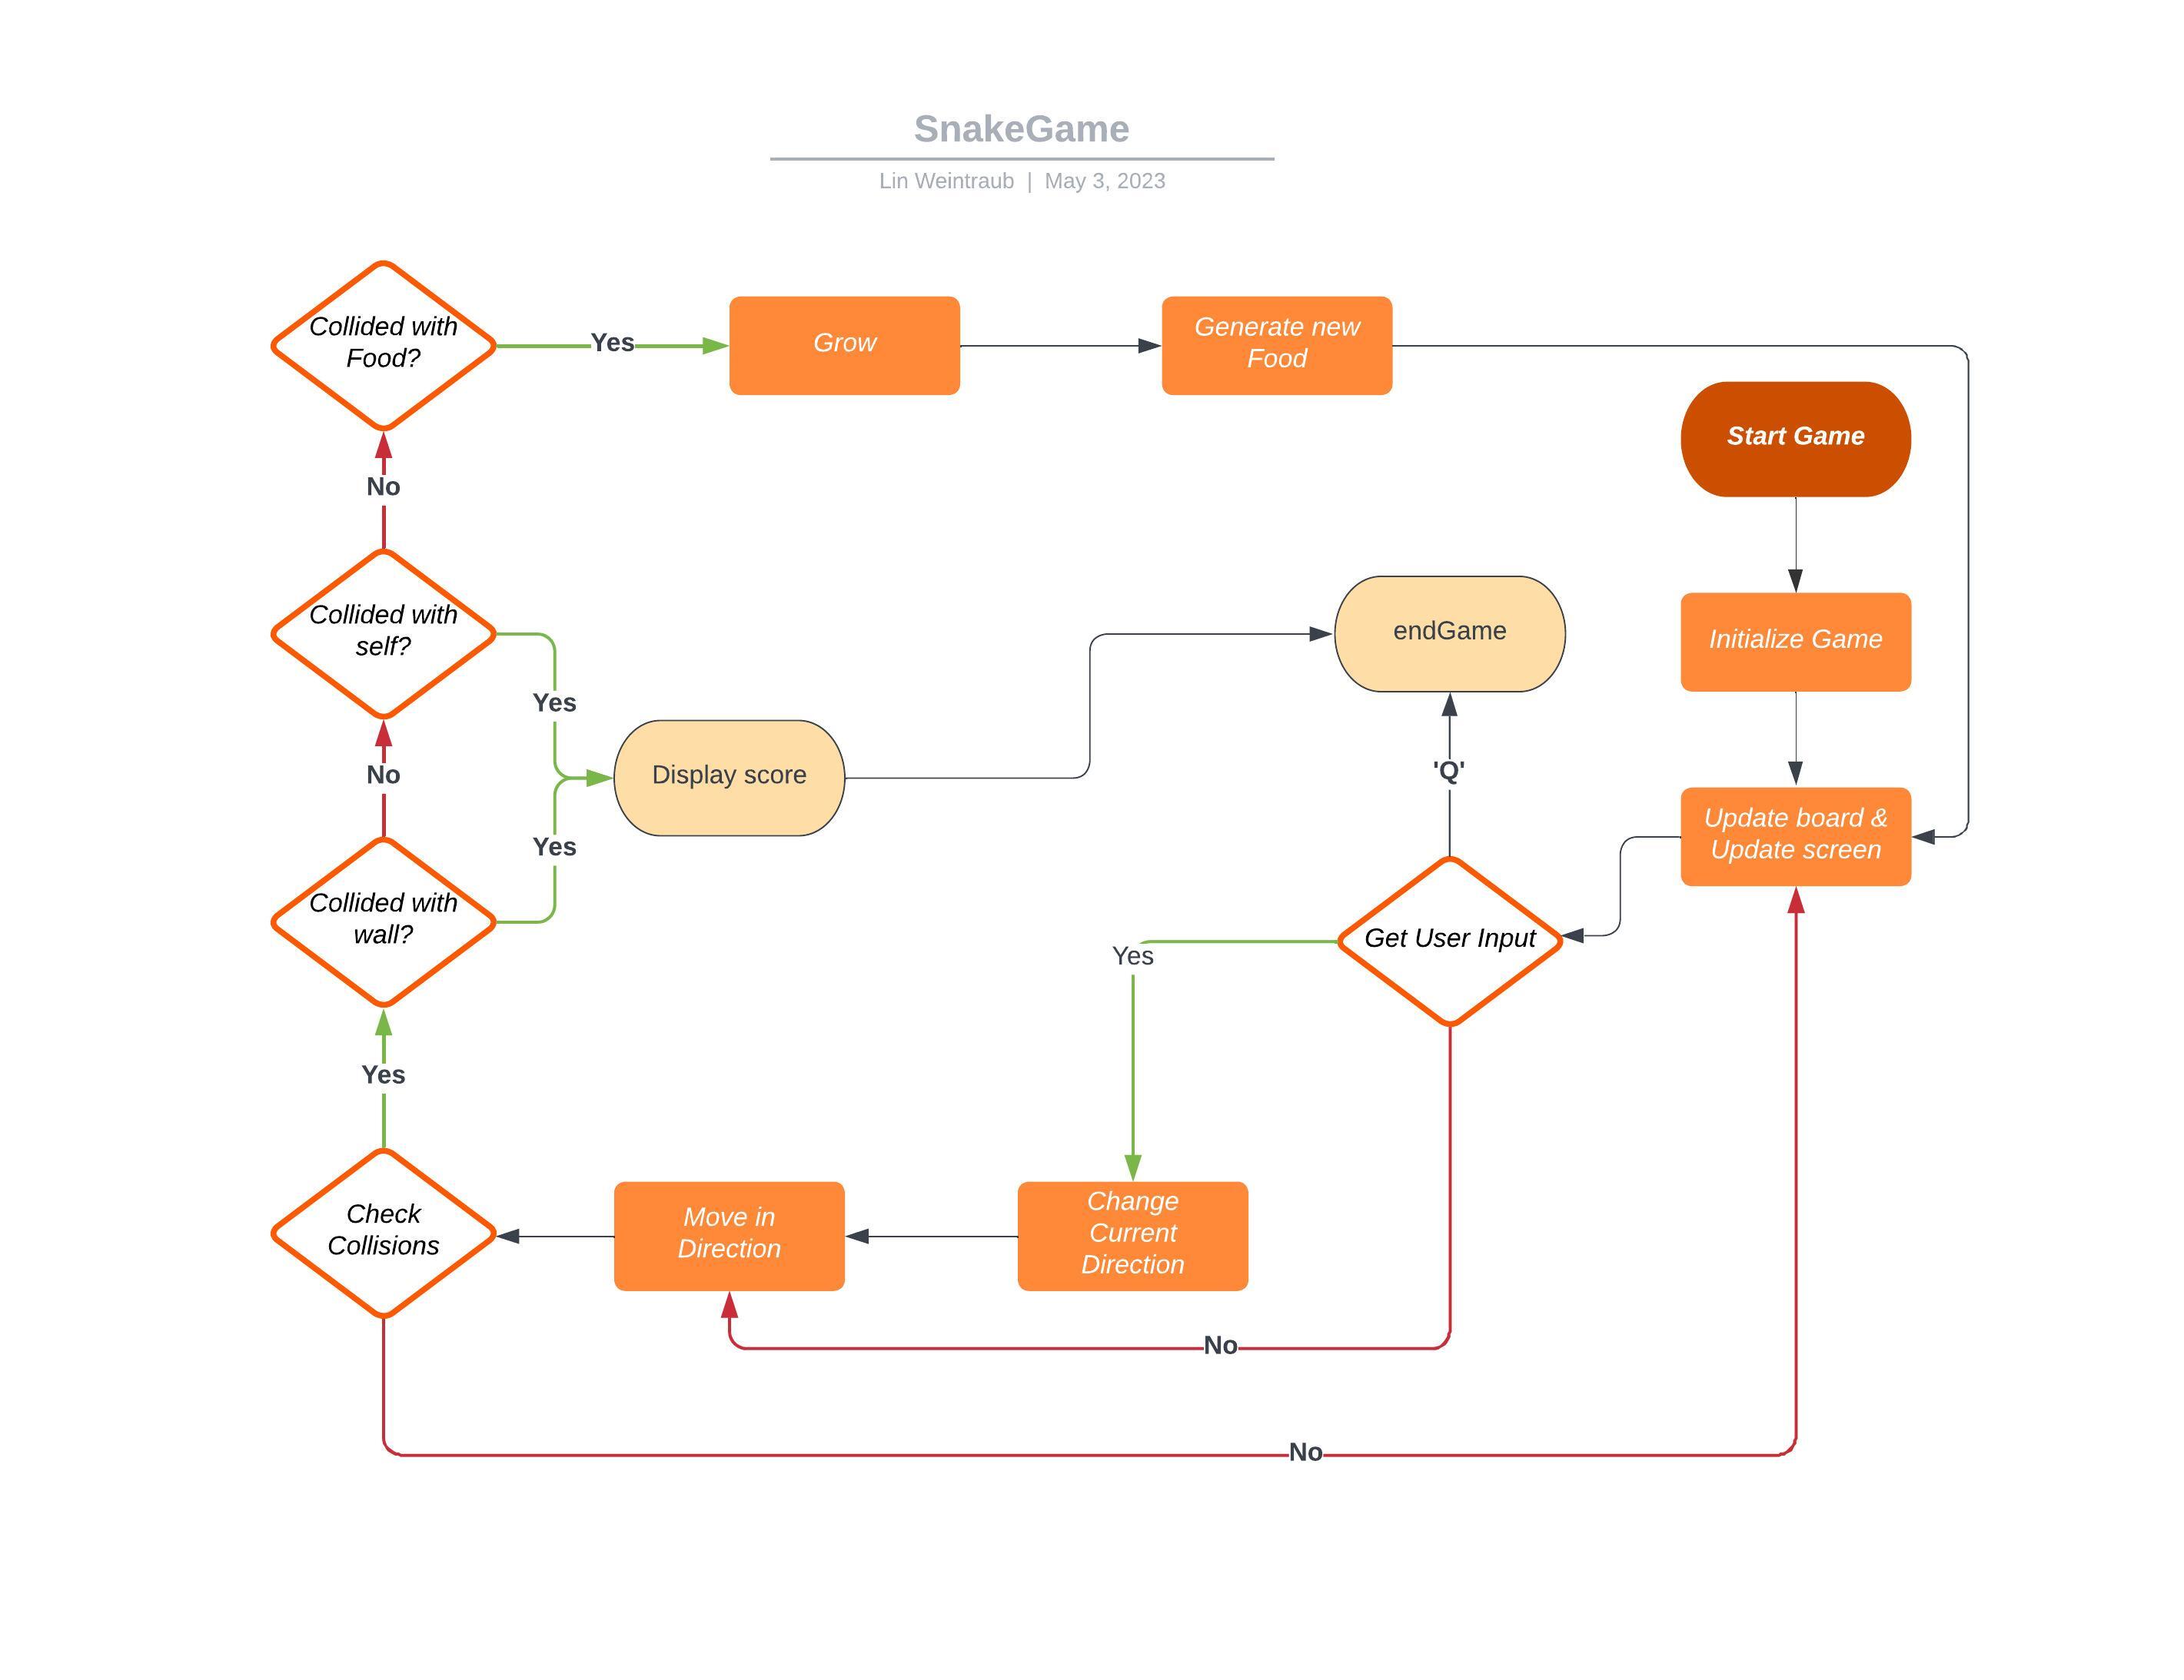 SnakeGame
Lin Weintraub | May 3, 2023
Collided with
Food?
Yes
Grow
Generate new
Food
Start Game
No
Collided with
self?
Yes
endGame
Initialize Game
No
Display score
'Q'
Update board &
Update screen
Yes
Collided with
wall?
Get User Input
Yes
Yes
Check
Collisions
Move in
Direction
Change
Current
Direction
No
No